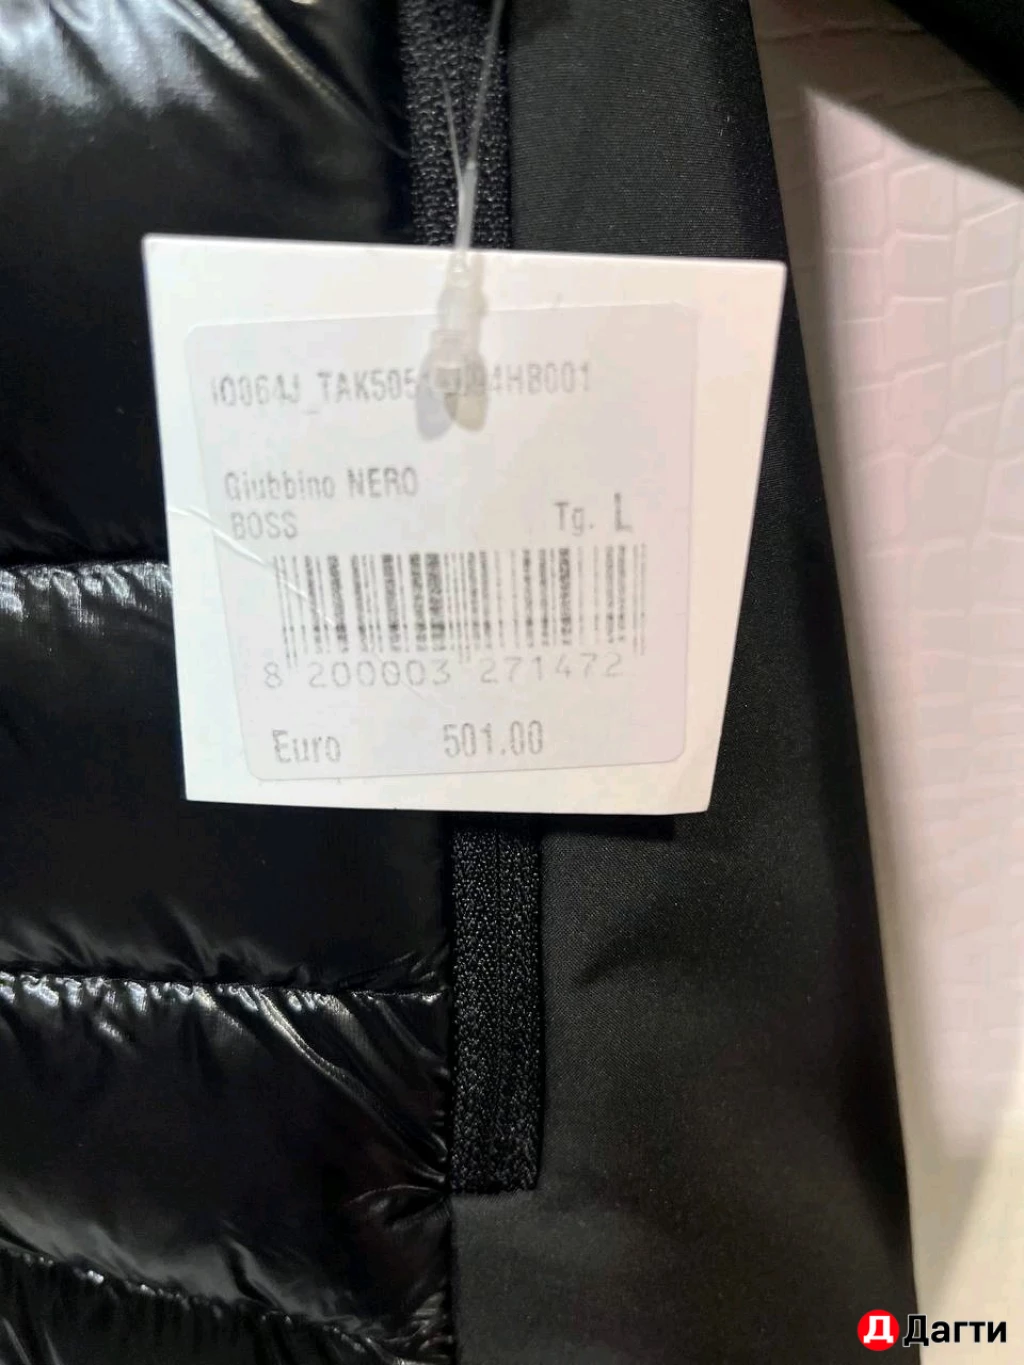 Giubbino NERO
BOSS
Tg. L
8 200003 271472
Euro 501.00
Дагти